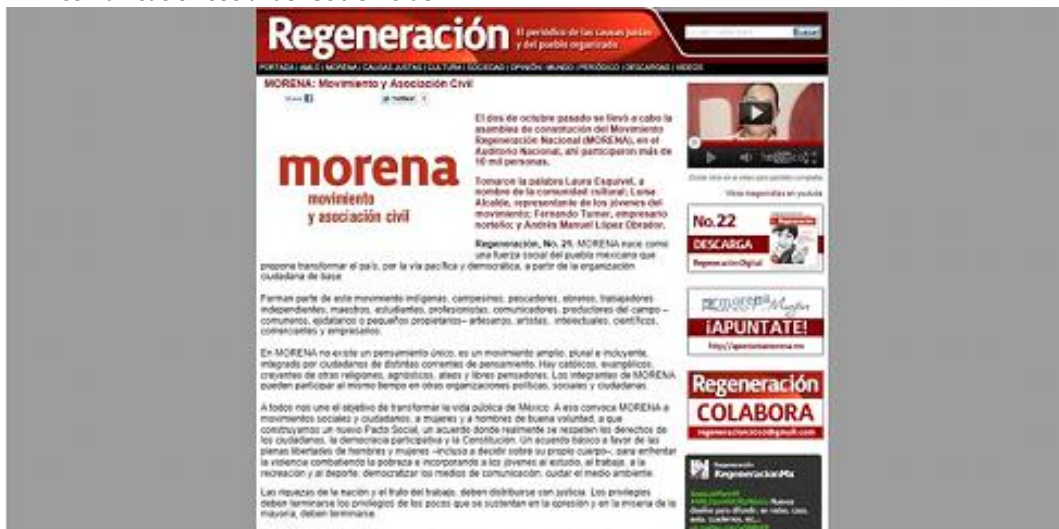 Regeneración
El periódico de las causas justas
y del pueblo organizado
Buscar
PORTADA | AMLO | MORENA | CAUSAS JUSTAS | CULTURA | SOCIEDAD | OPINIÓN | MUNDO | PERIÓDICO | DESCARGAS | VIDEOS
MORENA: Movimiento y Asociación Civil
morena
movimiento
y asociación civil
El dos de octubre pasado se llevó a cabo la
asamblea de constitución del Movimiento
Regeneración Nacional (MORENA), en el
Auditorio Nacional, ahí participaron más de
10 mil personas.
Tomaron la palabra Laura Esquivel, a
nombre de la comunidad cultural; Luisa
Alcalde, representante de los jóvenes del
movimiento; Fernando Turner, empresario
norteño; y Andrés Manuel López Obrador.
Regeneración, No. 21. MORENA nace como
una fuerza social del pueblo mexicano que
propone transformar el país, por la vía pacífica y democrática, a partir de la organización
ciudadana de base.
Forman parte de este movimiento indígenas, campesinos, pescadores, obreros, trabajadores
independientes, maestros, estudiantes, profesionistas, comunicadores, productores del campo –
comuneros, ejidatarios o pequeños propietarios– artesanos, artistas, intelectuales, científicos,
comerciantes y empresarios.
En MORENA no existe un pensamiento único, es un movimiento amplio, plural e incluyente,
integrado por ciudadanos de distintas corrientes de pensamiento. Hay católicos, evangélicos,
creyentes de otras religiones, agnósticos, ateos y libres pensadores. Los integrantes de MORENA
pueden participar al mismo tiempo en otras organizaciones políticas, sociales y ciudadanas.
A todos nos une el objetivo de transformar la vida pública de México. A eso convoca MORENA a
movimientos sociales y ciudadanos, a mujeres y a hombres de buena voluntad, a que
construyamos un nuevo Pacto Social, un acuerdo donde realmente se respeten los derechos de
los ciudadanos, la democracia participativa y la Constitución. Un acuerdo básico a favor de las
plenas libertades de hombres y mujeres –incluso a decidir sobre su propio cuerpo–, para enfrentar
la violencia combatiendo la pobreza e incorporando a los jóvenes al estudio, al trabajo, a la
recreación y al deporte, democratizar los medios de comunicación, cuidar el medio ambiente.
Las riquezas de la nación y el fruto del trabajo, deben distribuirse con justicia. Los privilegios
deben terminarse los privilegios de los pocos que se sustentan en la opresión y en la miseria de la
mayoría, deben terminarse.
No.22
DESCARGA
Regeneración Digital
morena
¡APUNTATE!
Regeneración
COLABORA
Regeneración
RegeneracionMx